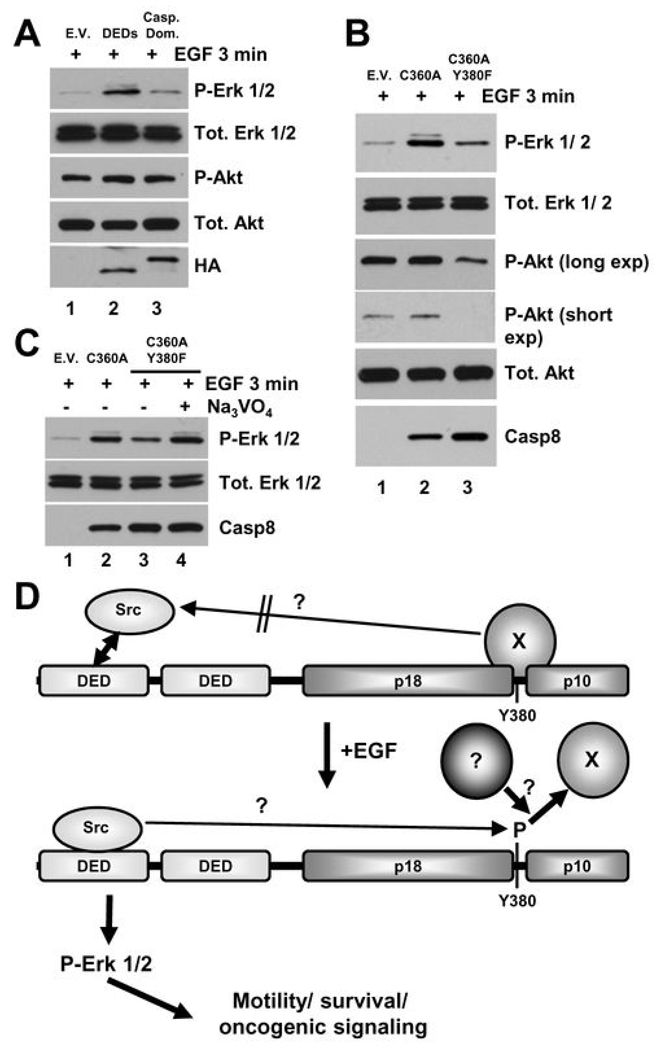 A
E.V. DEDs Casp. Dom.
+ + + EGF 3 min
P-Erk 1/2
Tot. Erk 1/2
P-Akt
Tot. Akt
HA
1 2 3
B
E.V. C360A C360A Y380F
+ + + EGF 3 min
P-Erk 1/ 2
Tot. Erk 1/ 2
P-Akt (long exp)
P-Akt (short
exp)
Tot. Akt
Casp8
1 2 3
C
E.V. C360A C360A Y380F
+ + + + EGF 3 min
- - - + Na₃VO₄
P-Erk 1/2
Tot. Erk 1/2
Casp8
1 2 3 4
D
Src ? X
DED DED p18 p10
Y380
+EGF
? ? X
Src ? P
DED DED p18 p10
Y380
P-Erk 1/2
Motility/ survival/
oncogenic signaling